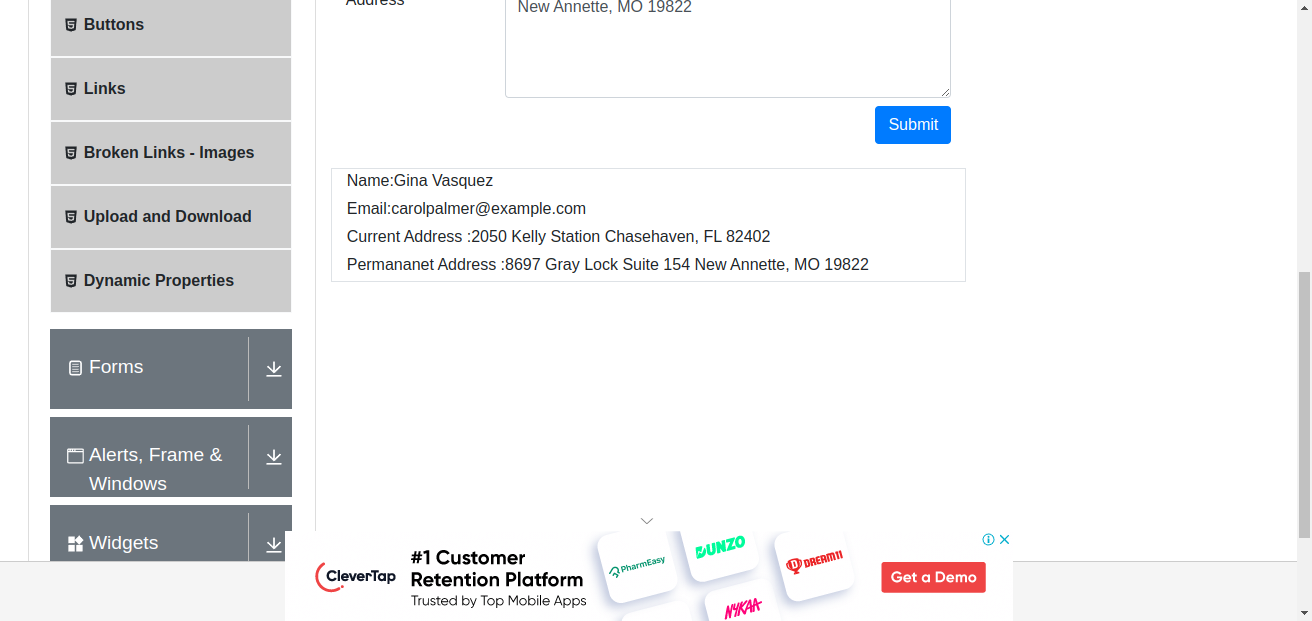 Buttons
Links
Broken Links - Images
Upload and Download
Dynamic Properties
Forms
Alerts, Frame &
Windows
Widgets
Address
New Annette, MO 19822
Submit
Name:Gina Vasquez
Email:carolpalmer@example.com
Current Address :2050 Kelly Station Chasehaven, FL 82402
Permananet Address :8697 Gray Lock Suite 154 New Annette, MO 19822
CleverTap
#1 Customer
Retention Platform
Trusted by Top Mobile Apps
PharmEasy
DUNZO
DREAM11
NYKAA
Get a Demo